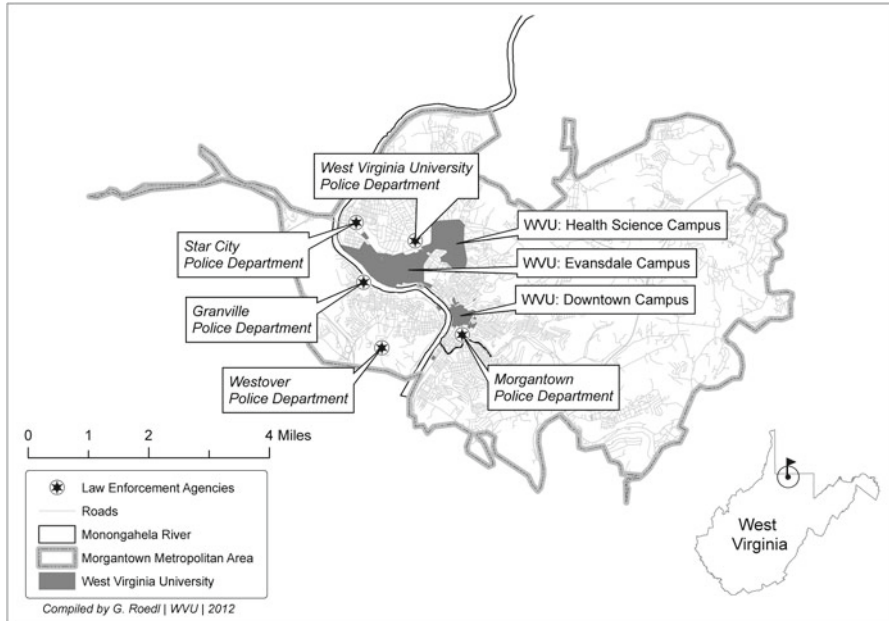 West Virginia University
Police Department
Star City
Police Department
Granville
Police Department
Westover
Police Department
WVU: Health Science Campus
WVU: Evansdale Campus
WVU: Downtown Campus
Morgantown
Police Department
0 1 2 4 Miles
Law Enforcement Agencies
Roads
Monongahela River
Morgantown Metropolitan Area
West Virginia University
Compiled by G. Roedl | WVU | 2012
West
Virginia